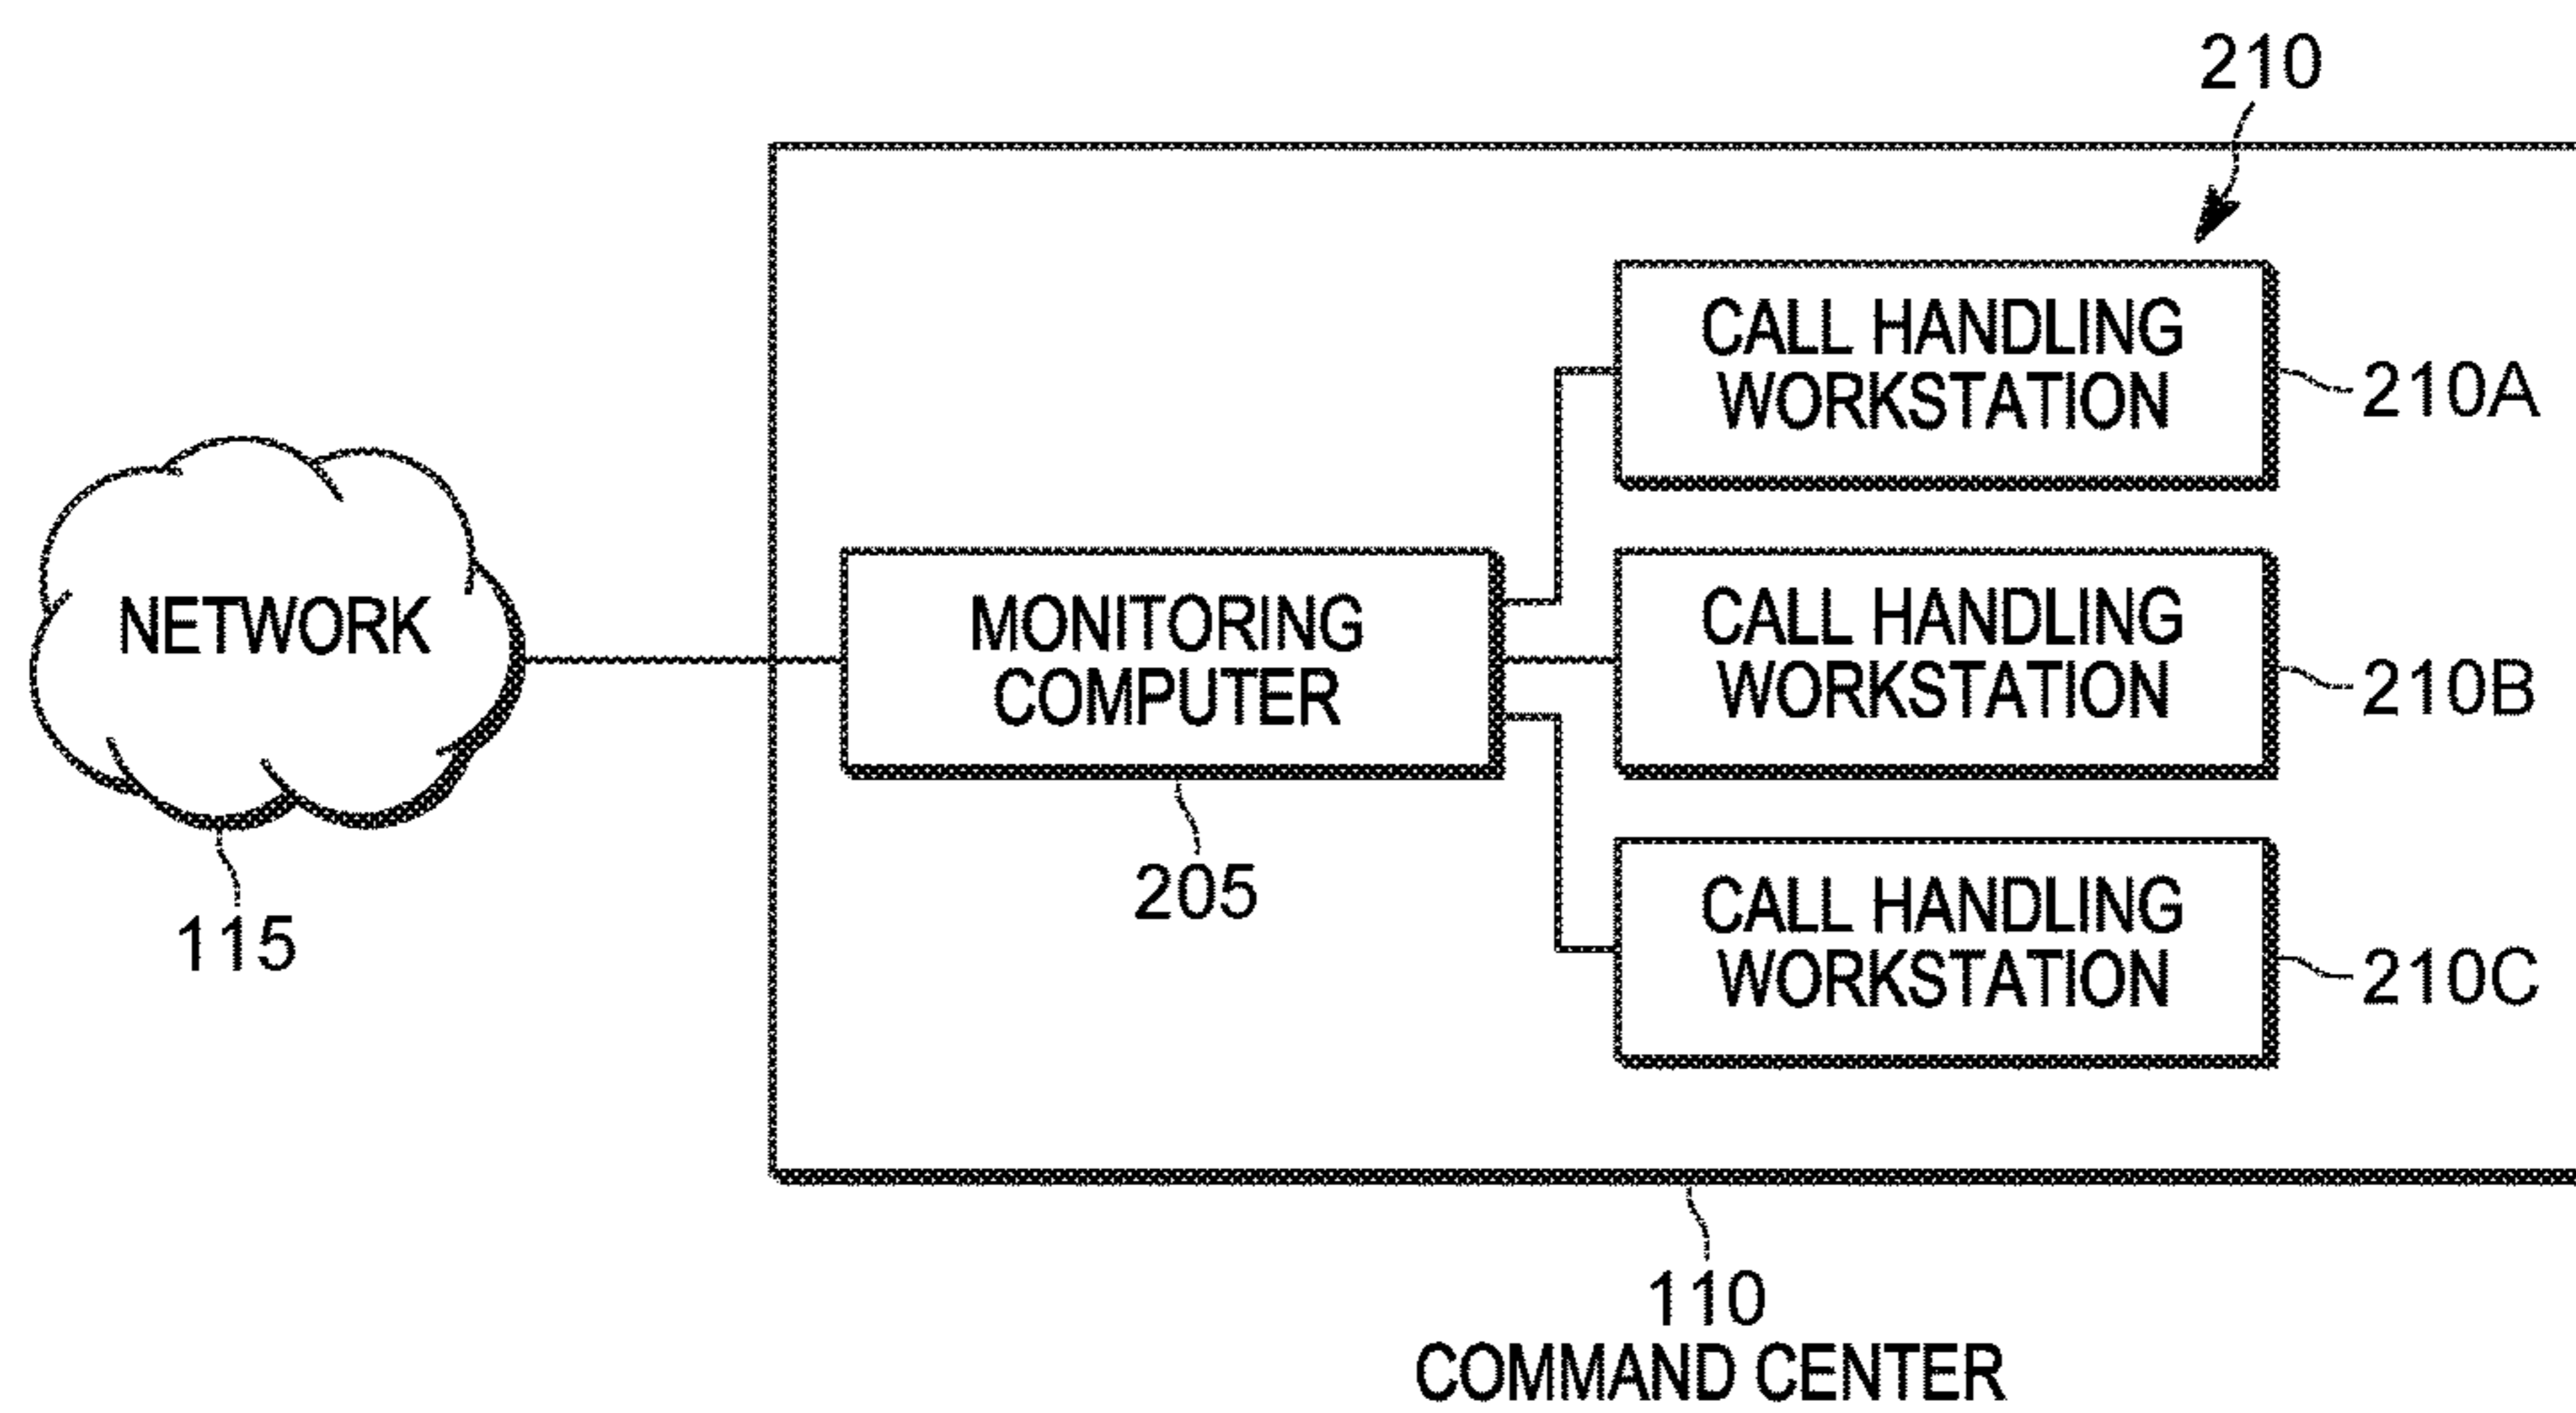 210
CALL HANDLING
WORKSTATION
210A
NETWORK
115
MONITORING
COMPUTER
205
CALL HANDLING
WORKSTATION
210B
CALL HANDLING
WORKSTATION
210C
110
COMMAND CENTER